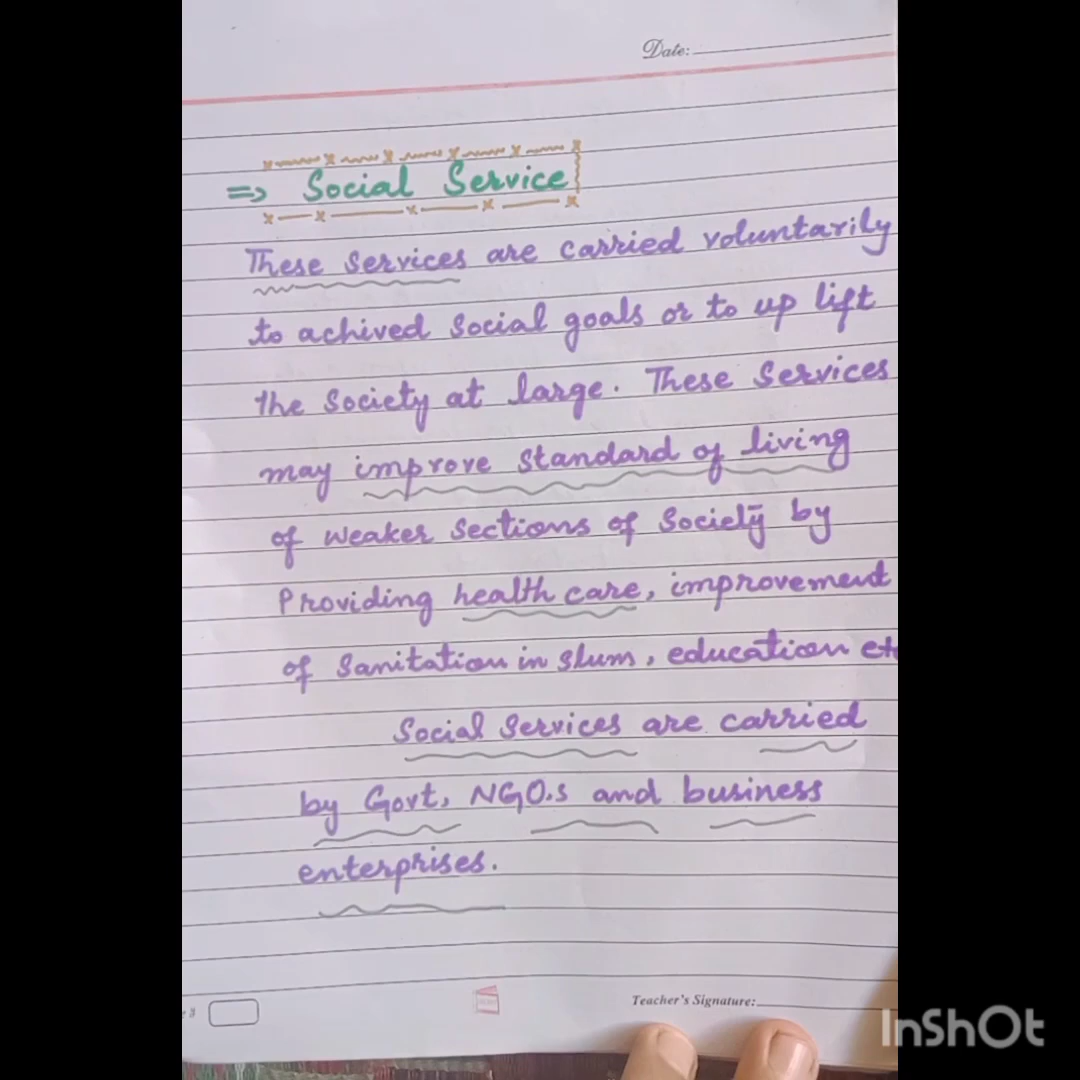 Date:
=> Social Service
These services are carried voluntarily
to achived social goals or to up lift
the society at large. These services
may improve standard of living
of weaker sections of society by
Providing health care, improvement
of sanitation in slum, education etc
Social services are carried
by Govt, NGO.s and business
enterprises.
3
Teacher's Signature:
InShOt